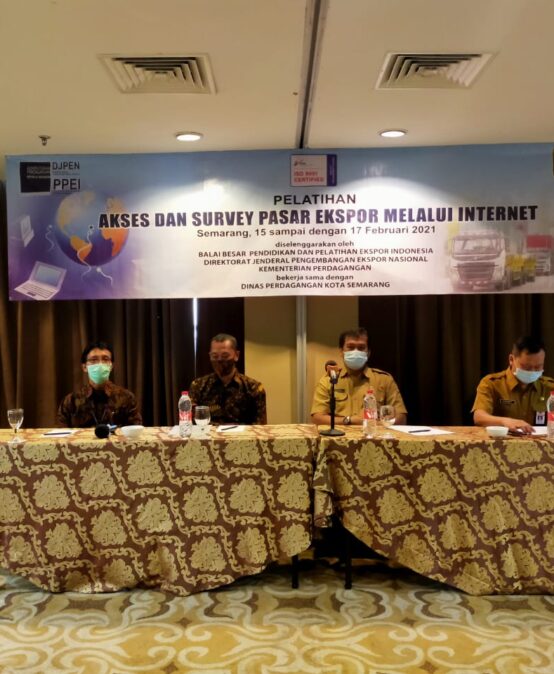 DJPEN
PPEI
ISO 9001
CERTIFIED
PELATIHAN
AKSES DAN SURVEY PASAR EKSPOR MELALUI INTERNET
Semarang, 15 sampai dengan 17 Februari 2021
diselenggarakan oleh
BALAI BESAR PENDIDIKAN DAN PELATIHAN EKSPOR INDONESIA
DIREKTORAT JENDERAL PENGEMBANGAN EKSPOR NASIONAL
KEMENTERIAN PERDAGANGAN
bekerja sama dengan
DINAS PERDAGANGAN KOTA SEMARANG